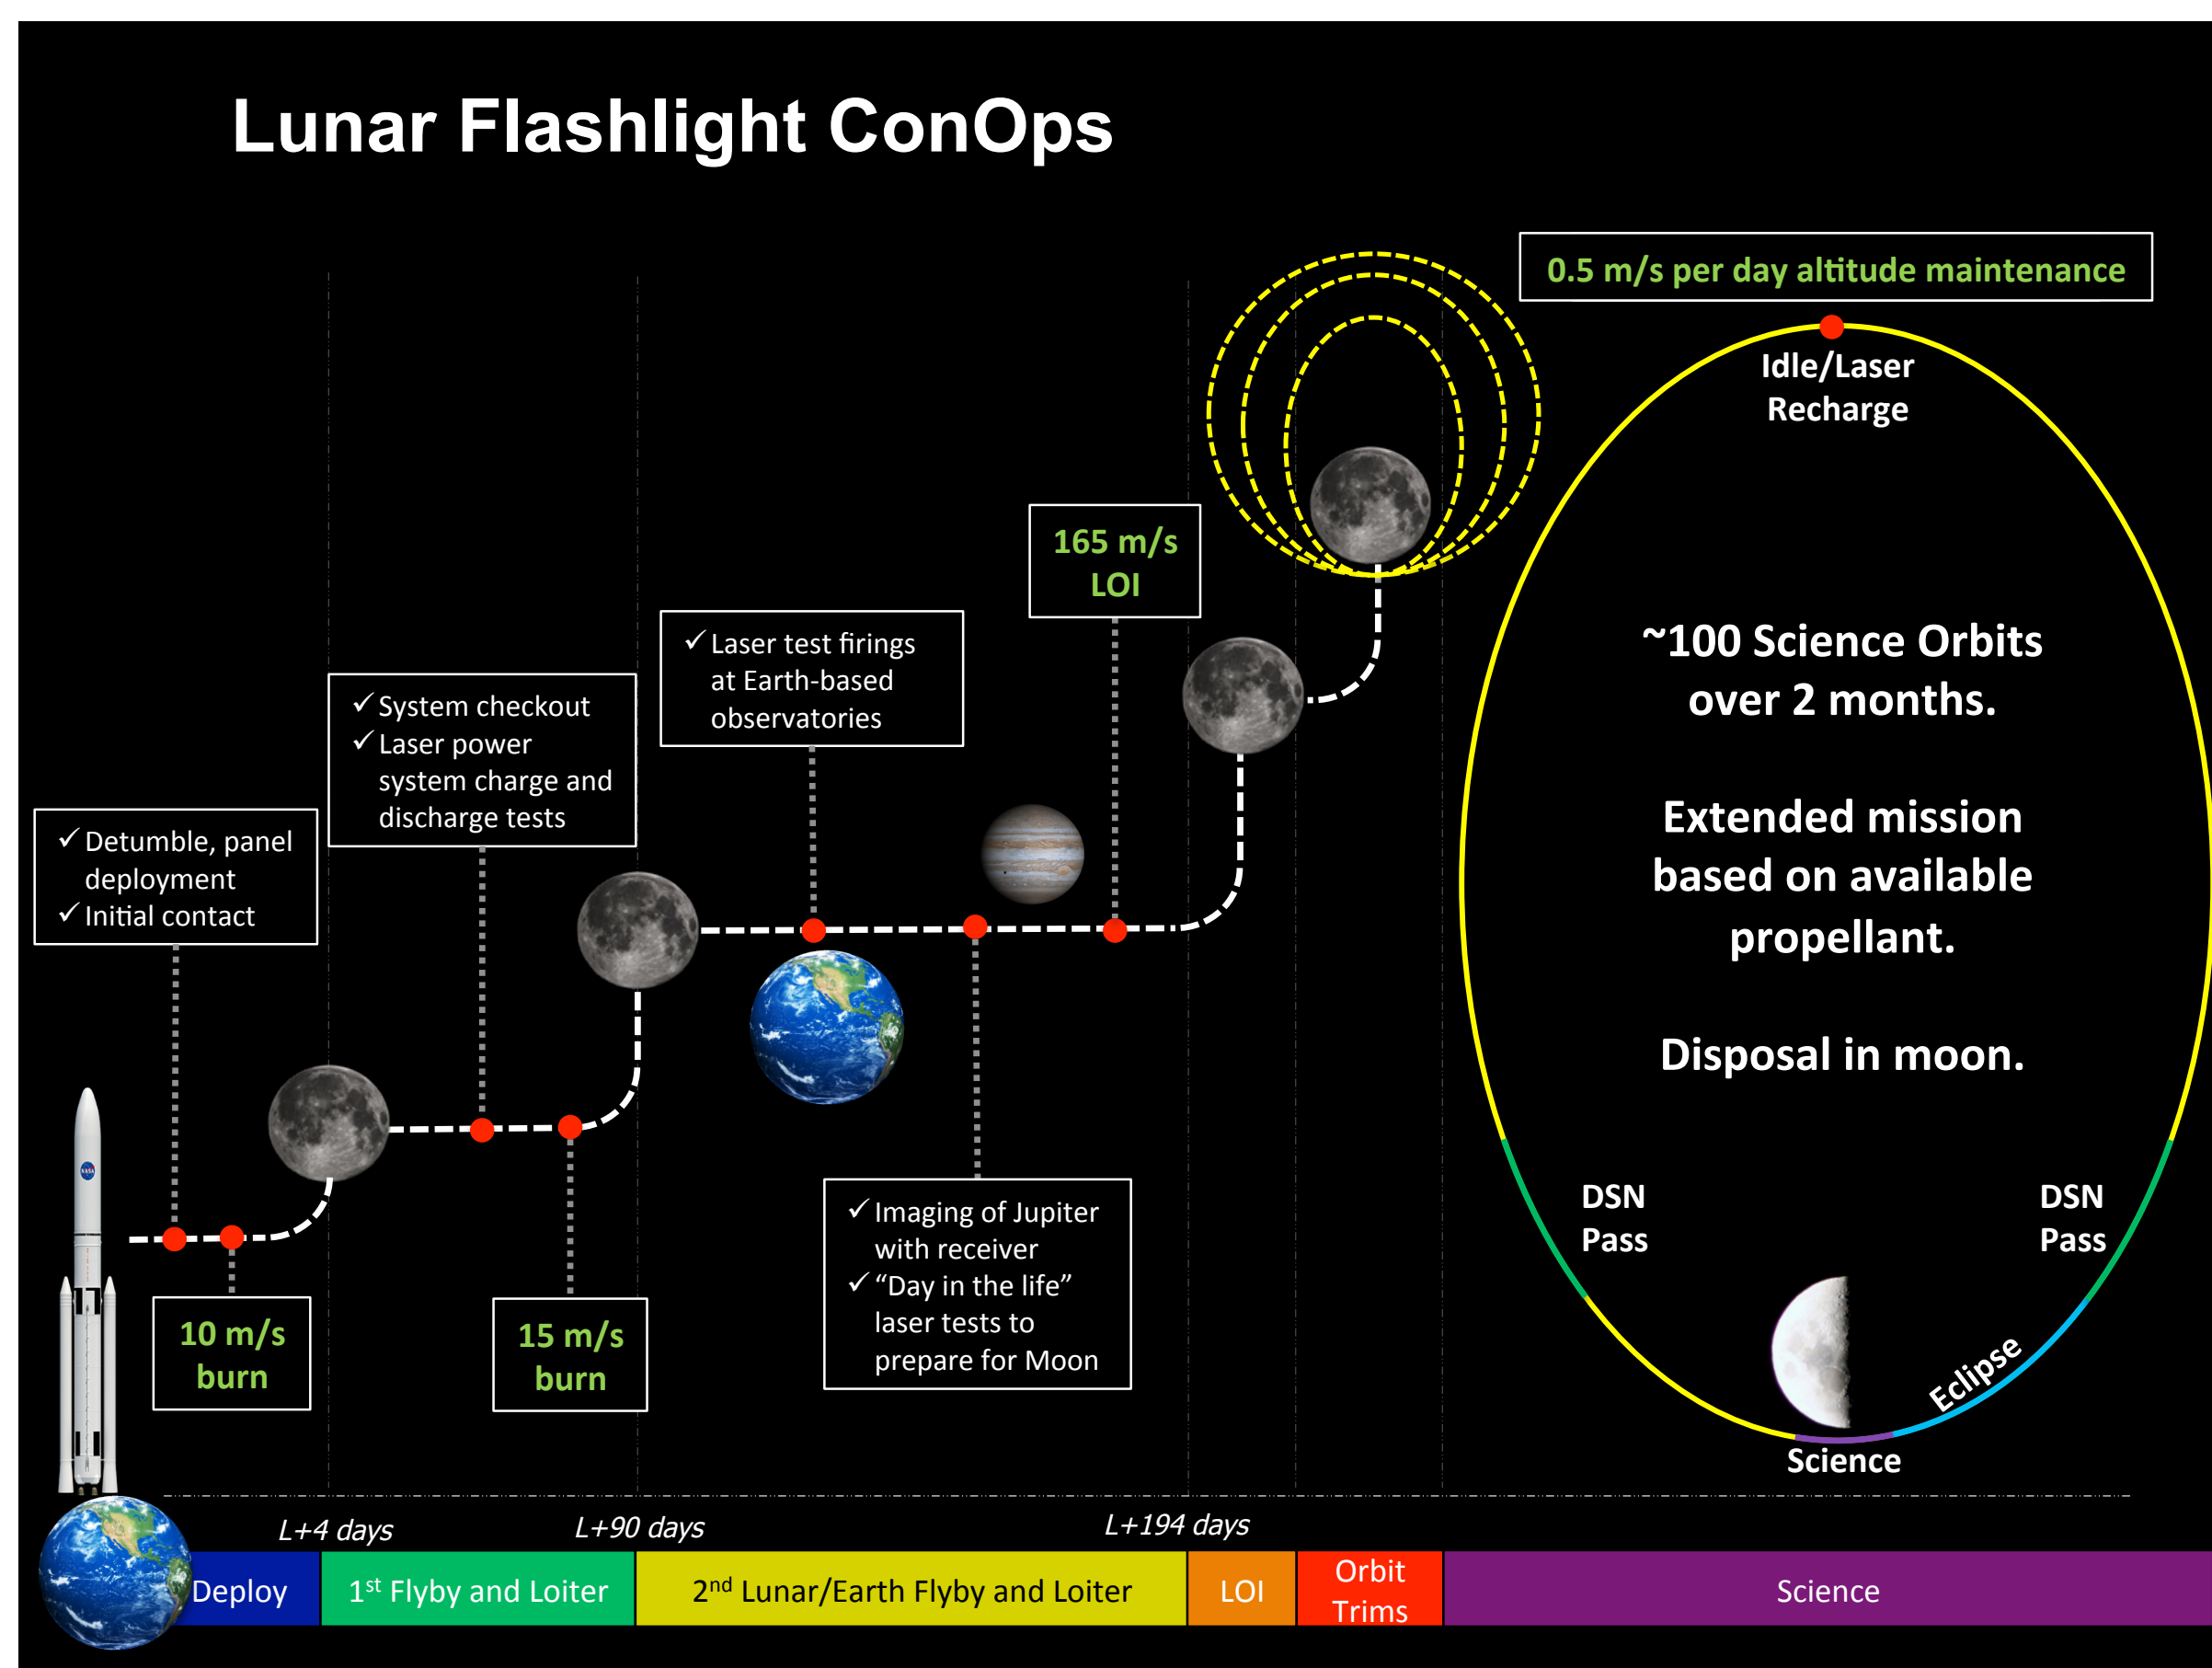 Lunar Flashlight ConOps
0.5 m/s per day altitude maintenance
Idle/Laser
Recharge
165 m/s
LOI
✓ Laser test firings
at Earth-based
observatories
✓ System checkout
✓ Laser power
system charge and
discharge tests
✓ Detumble, panel
deployment
✓ Initial contact
~100 Science Orbits
over 2 months.
Extended mission
based on available
propellant.
Disposal in moon.
NASA
10 m/s
burn
15 m/s
burn
✓ Imaging of Jupiter
with receiver
✓ “Day in the life”
laser tests to
prepare for Moon
DSN
Pass
DSN
Pass
Eclipse
Science
L+4 days
L+90 days
L+194 days
Deploy
1st Flyby and Loiter
2nd Lunar/Earth Flyby and Loiter
LOI
Orbit
Trims
Science